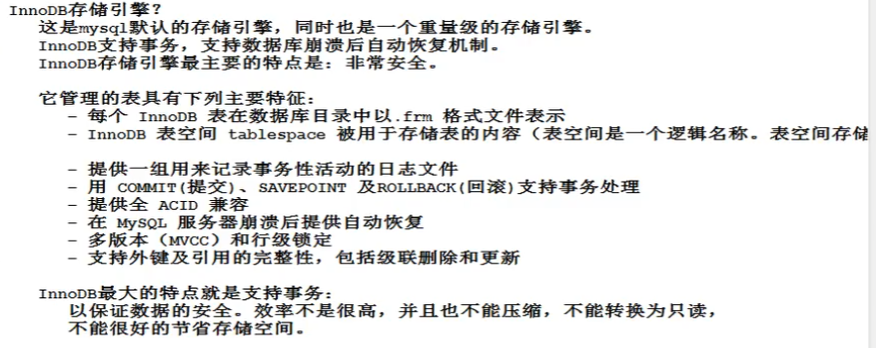 InnoDB存储引擎？
这是mysql默认的存储引擎，同时也是一个重量级的存储引擎。
InnoDB支持事务，支持数据库崩溃后自动恢复机制。
InnoDB存储引擎最主要的特点是：非常安全。
它管理的表具有下列主要特征：
– 每个 InnoDB 表在数据库目录中以.frm 格式文件表示
– InnoDB 表空间 tablespace 被用于存储表的内容（表空间是一个逻辑名称。表空间存储
– 提供一组用来记录事务性活动的日志文件
– 用 COMMIT(提交)、SAVEPOINT 及ROLLBACK(回滚)支持事务处理
– 提供全 ACID 兼容
– 在 MySQL 服务器崩溃后提供自动恢复
– 多版本（MVCC）和行级锁定
– 支持外键及引用的完整性，包括级联删除和更新
InnoDB最大的特点就是支持事务：
以保证数据的安全。效率不是很高，并且也不能压缩，不能转换为只读，
不能很好的节省存储空间。